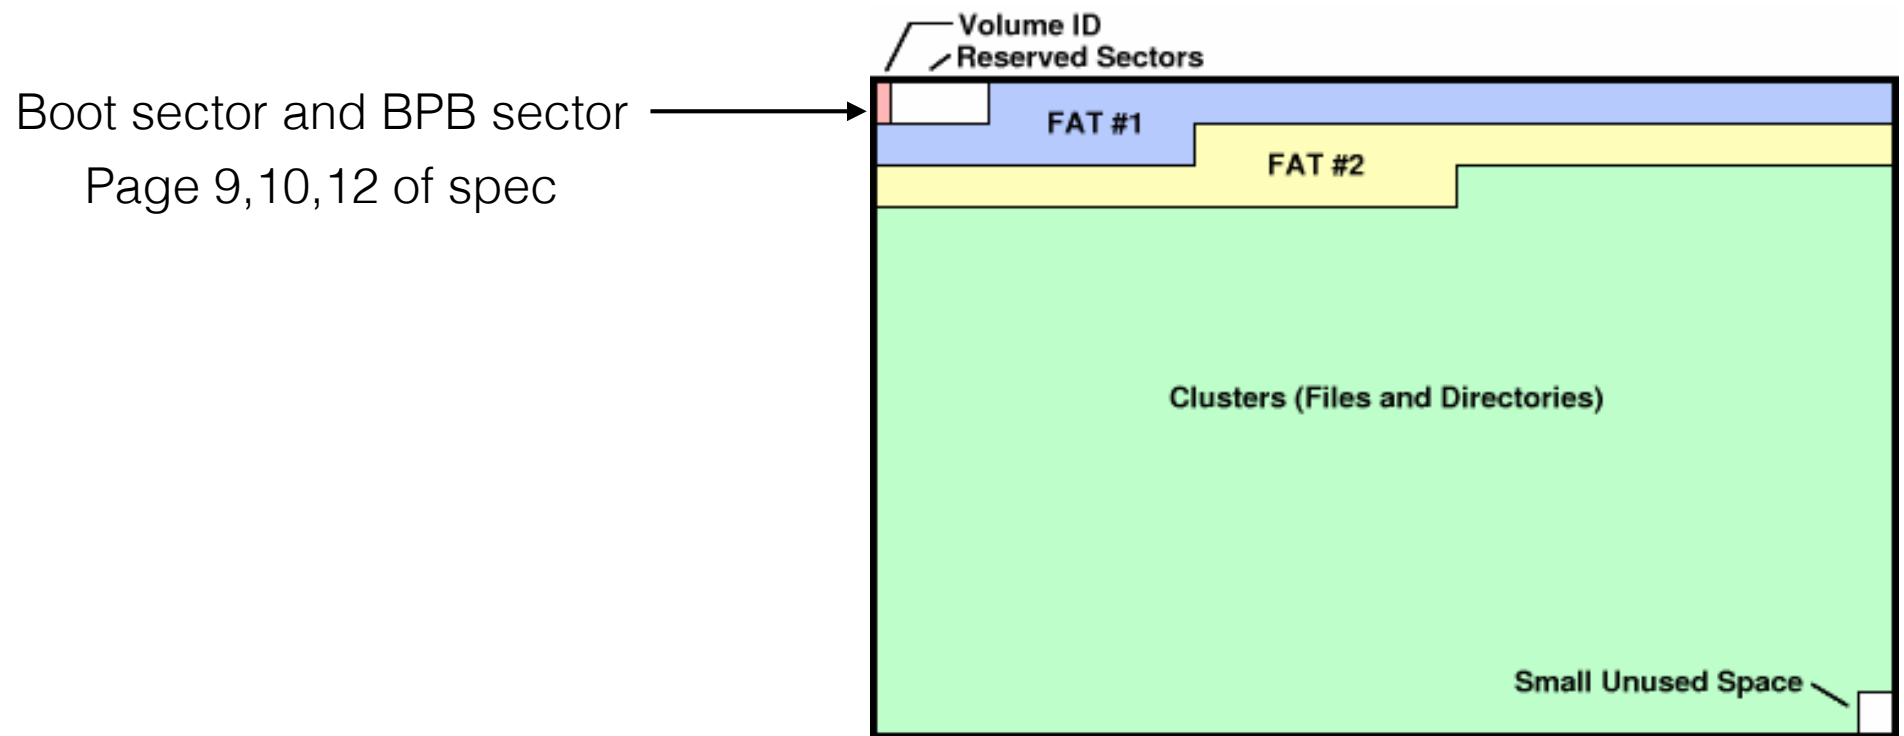 Volume ID
Reserved Sectors
Boot sector and BPB sector
Page 9,10,12 of spec
FAT #1
FAT #2
Clusters (Files and Directories)
Small Unused Space